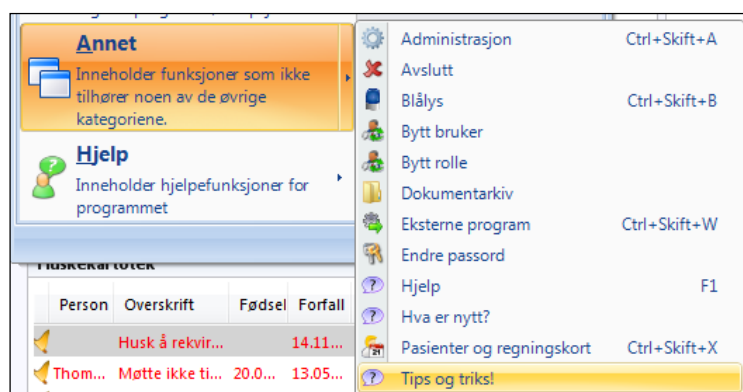 Annet
Inneholder funksjoner som ikke
tilhører noen av de øvrige
kategoriene.
Hjelp
Inneholder hjelpefunksjoner for
programmet
Administrasjon Ctrl+Skift+A
Avslutt
Blålys Ctrl+Skift+B
Bytt bruker
Bytt rolle
Dokumentarkiv
Eksterne program Ctrl+Skift+W
Endre passord
Hjelp F1
Hva er nytt?
Pasienter og regningskort Ctrl+Skift+X
Tips og triks!
Huskekartotek
Person Overskrift Fødsel Forfall
Husk å rekvir... 14.11...
Thom... Møtte ikke ti... 20.0... 13.05...